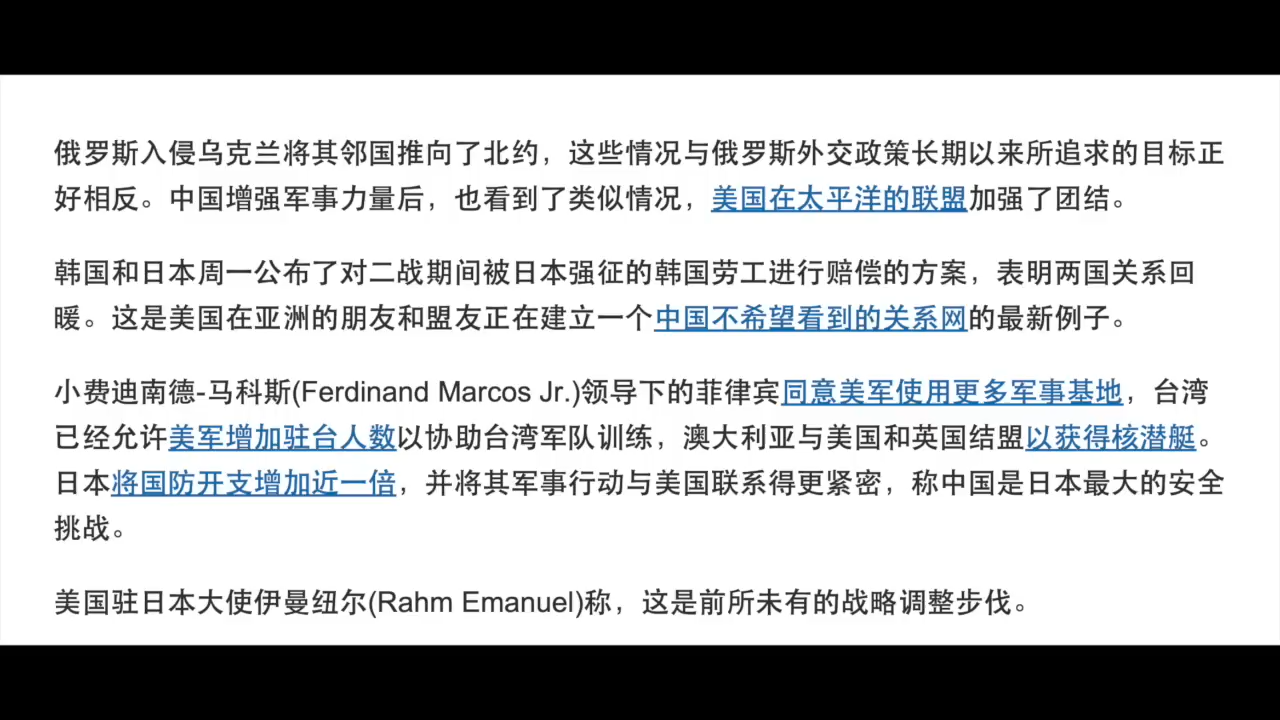 俄罗斯入侵乌克兰将其邻国推向了北约，这些情况与俄罗斯外交政策长期以来所追求的目标正
好相反。中国增强军事力量后，也看到了类似情况，美国在太平洋的联盟加强了团结。
韩国和日本周一公布了对二战期间被日本强征的韩国劳工进行赔偿的方案，表明两国关系回
暖。这是美国在亚洲的朋友和盟友正在建立一个中国不希望看到的关系网的最新例子。
小费迪南德-马科斯(Ferdinand Marcos Jr.)领导下的菲律宾同意美军使用更多军事基地，台湾
已经允许美军增加驻台人数以协助台湾军队训练，澳大利亚与美国和英国结盟以获得核潜艇。
日本将国防开支增加近一倍，并将其军事行动与美国联系得更紧密，称中国是日本最大的安全
挑战。
美国驻日本大使伊曼纽尔(Rahm Emanuel)称，这是前所未有的战略调整步伐。